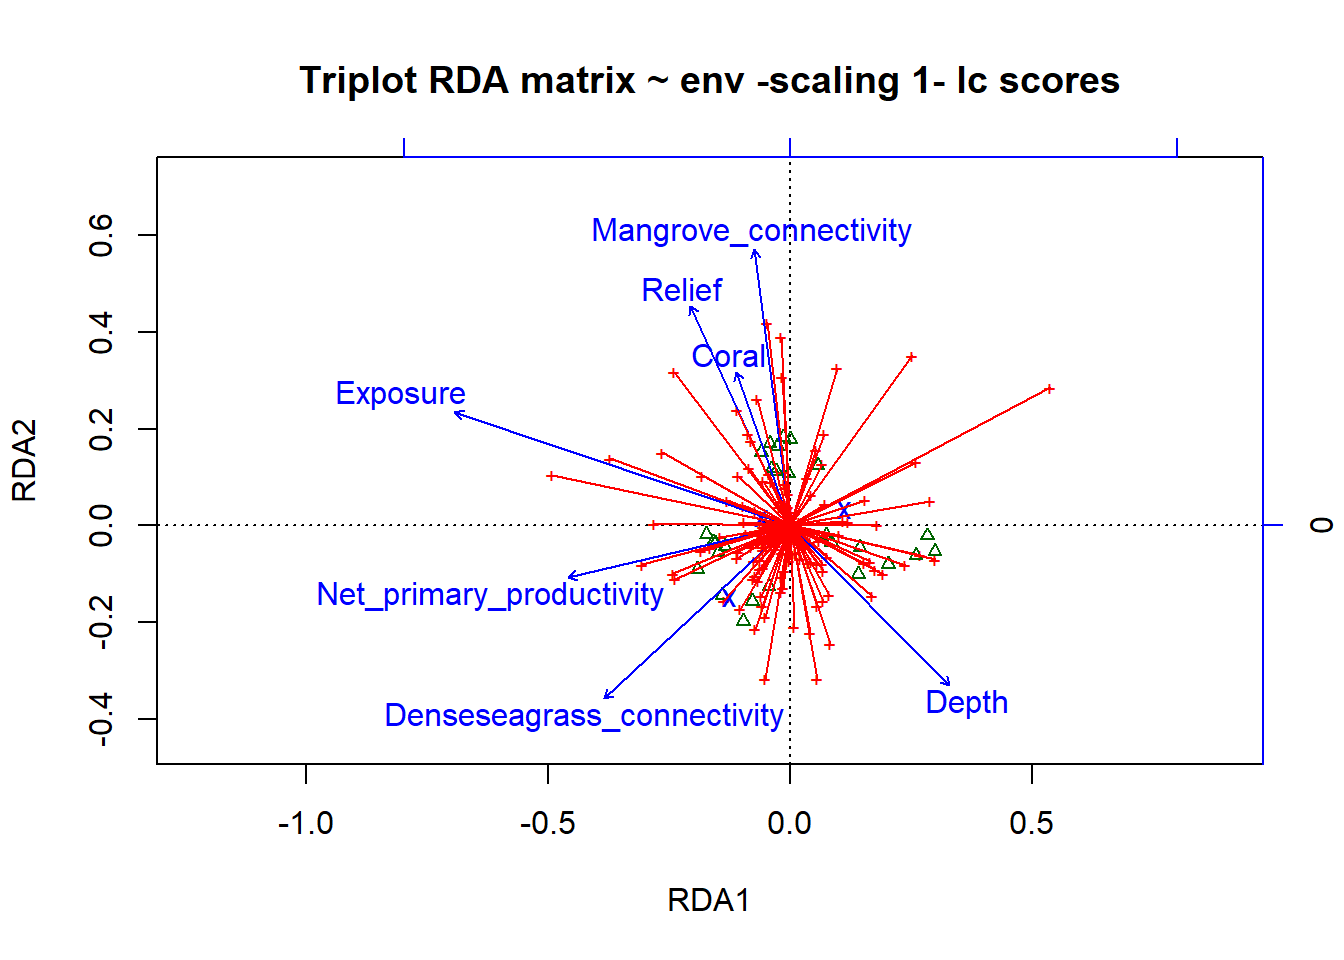 Triplot RDA matrix ~ env -scaling 1- lc scores
Mangrove_connectivity
Relief
Coral
Exposure
Net_primary_productivity
Denseseagrass_connectivity
Depth
x
x
RDA2
0.6
0.4
0.2
0.0
-0.2
-0.4
0
-1.0 -0.5 0.0 0.5
RDA1